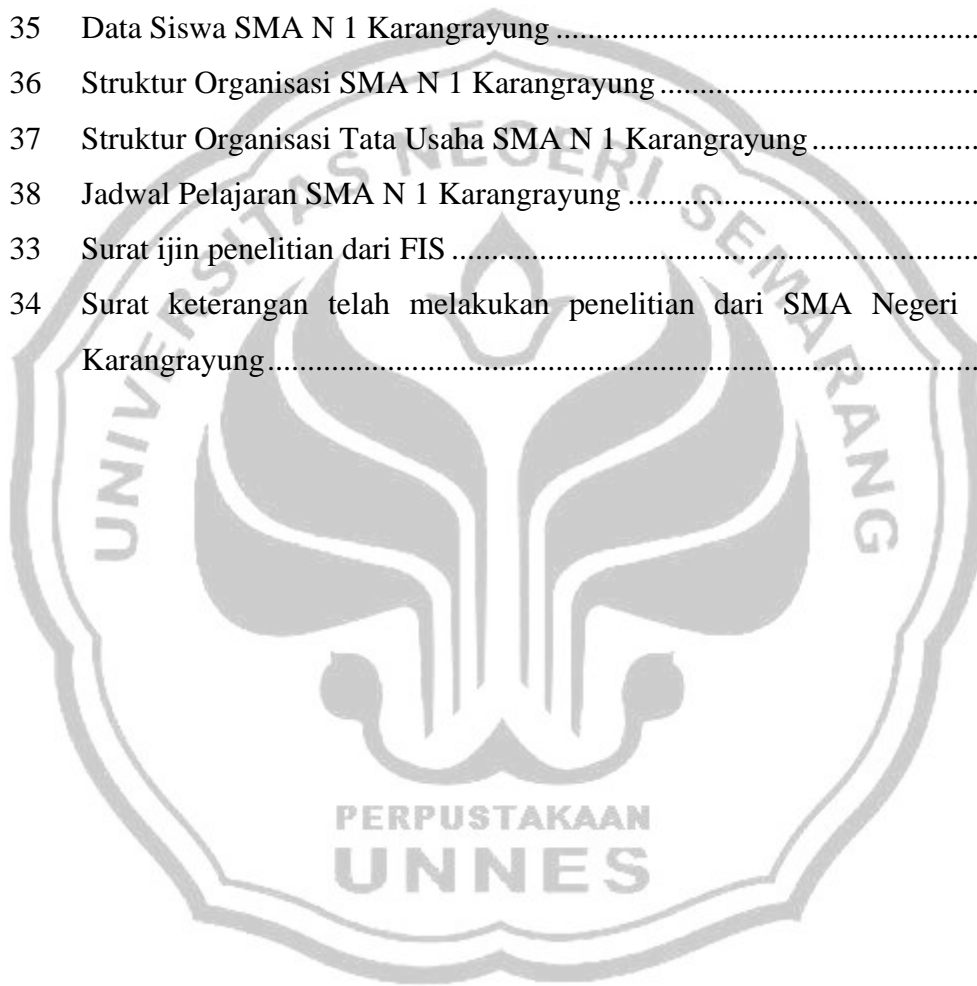 35 Data Siswa SMA N 1 Karangrayung ....................................................
36 Struktur Organisasi SMA N 1 Karangrayung .......................................
37 Struktur Organisasi Tata Usaha SMA N 1 Karangrayung ....................
38 Jadwal Pelajaran SMA N 1 Karangrayung ...........................................
33 Surat ijin penelitian dari FIS .................................................................
34 Surat keterangan telah melakukan penelitian dari SMA Negeri
Karangrayung .........................................................................................
UNIVERSITAS NEGERI SEMARANG
PERPUSTAKAAN
UNNES